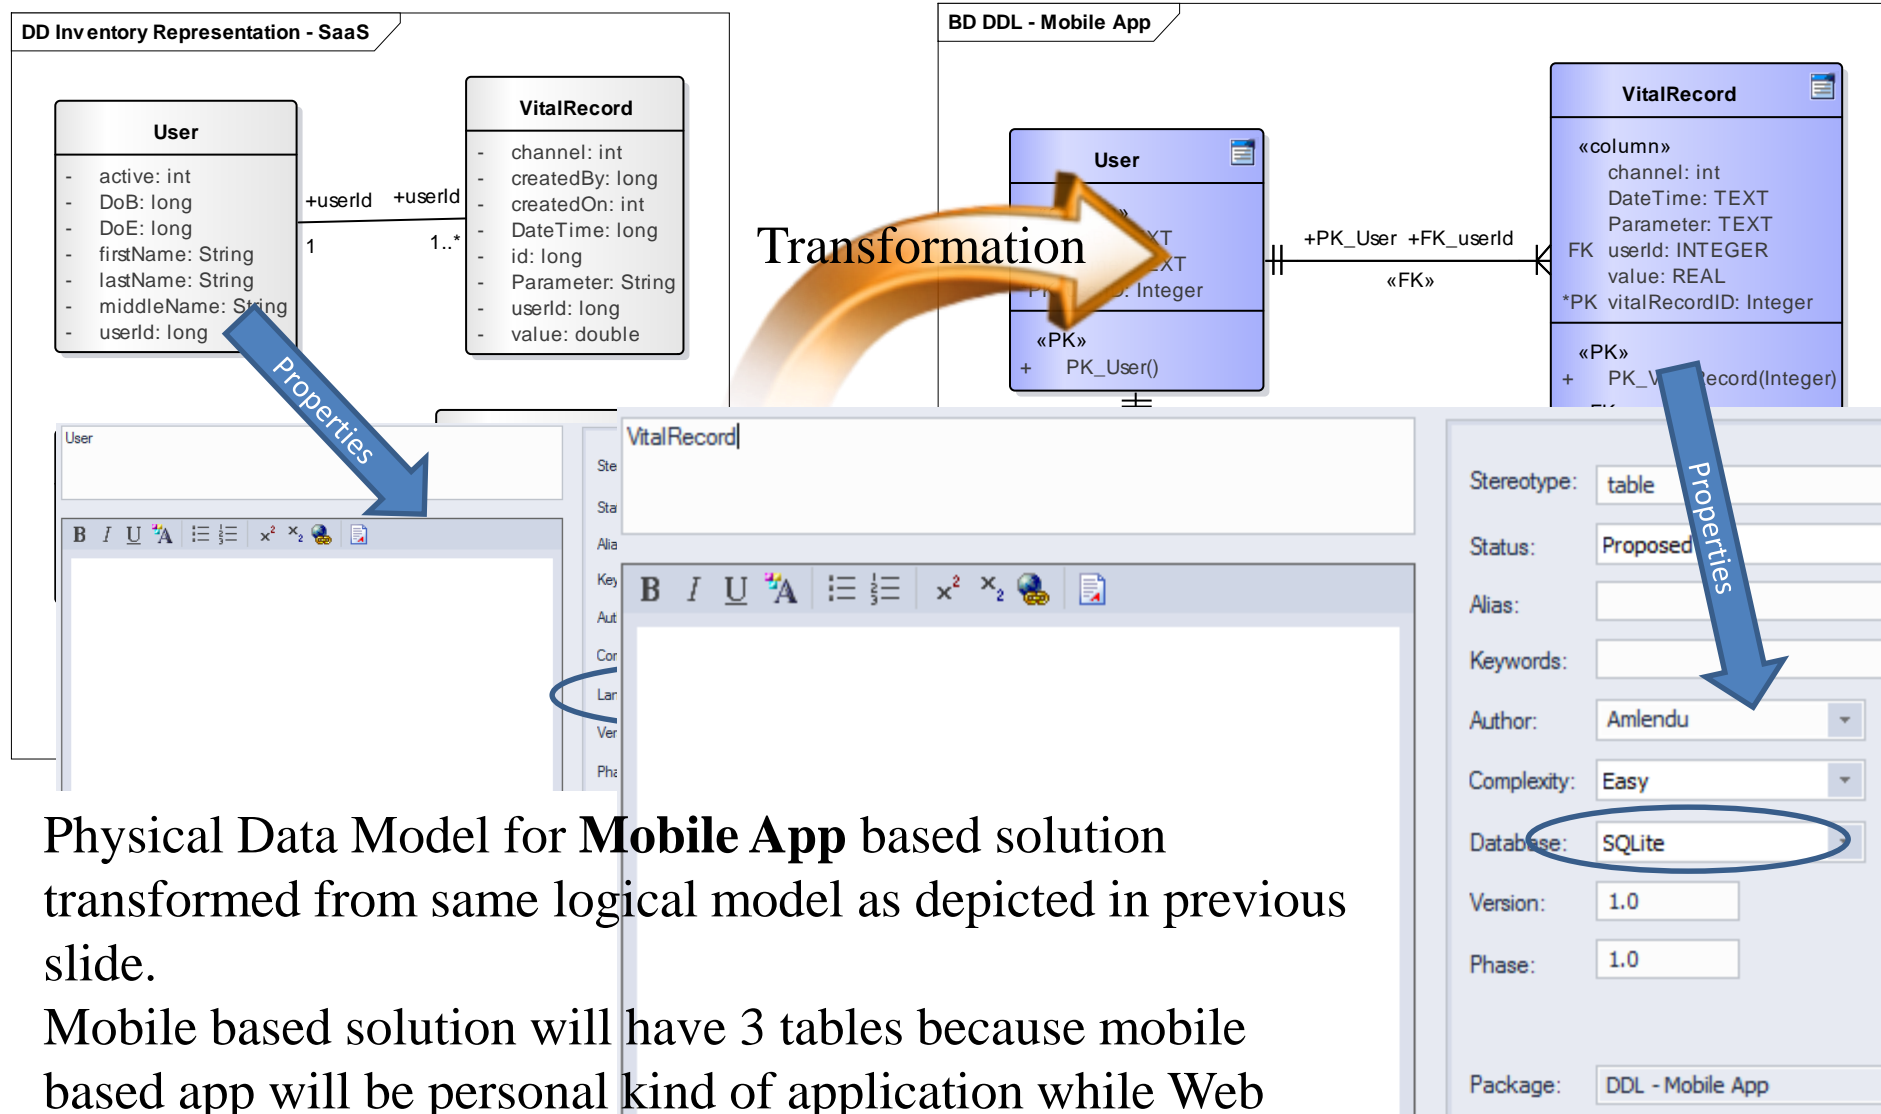 DD Inventory Representation - SaaS
User
- active: int
- DoB: long
- DoE: long
- firstName: String
- lastName: String
- middleName: String
- userId: long
+userId +userId
1 1..*
VitalRecord
- channel: int
- createdBy: long
- createdOn: int
- DateTime: long
- id: long
- Parameter: String
- userId: long
- value: double
Transformation
BD DDL - Mobile App
User
Integer
«PK»
+ PK_User()
+PK_User +FK_userId
«FK»
VitalRecord
«column»
channel: int
DateTime: TEXT
Parameter: TEXT
FK userId: INTEGER
value: REAL
*PK vitalRecordID: Integer
«PK»
+ PK_VitalRecord(Integer)
Properties
User
B I U A x² x₂
Properties
VitalRecord
B I U A x² x₂
Stereotype: table
Status: Proposed
Alias:
Keywords:
Author: Amlendu
Complexity: Easy
Database: SQLite
Version: 1.0
Phase: 1.0
Package: DDL - Mobile App
Physical Data Model for Mobile App based solution
transformed from same logical model as depicted in previous
slide.
Mobile based solution will have 3 tables because mobile
based app will be personal kind of application while Web